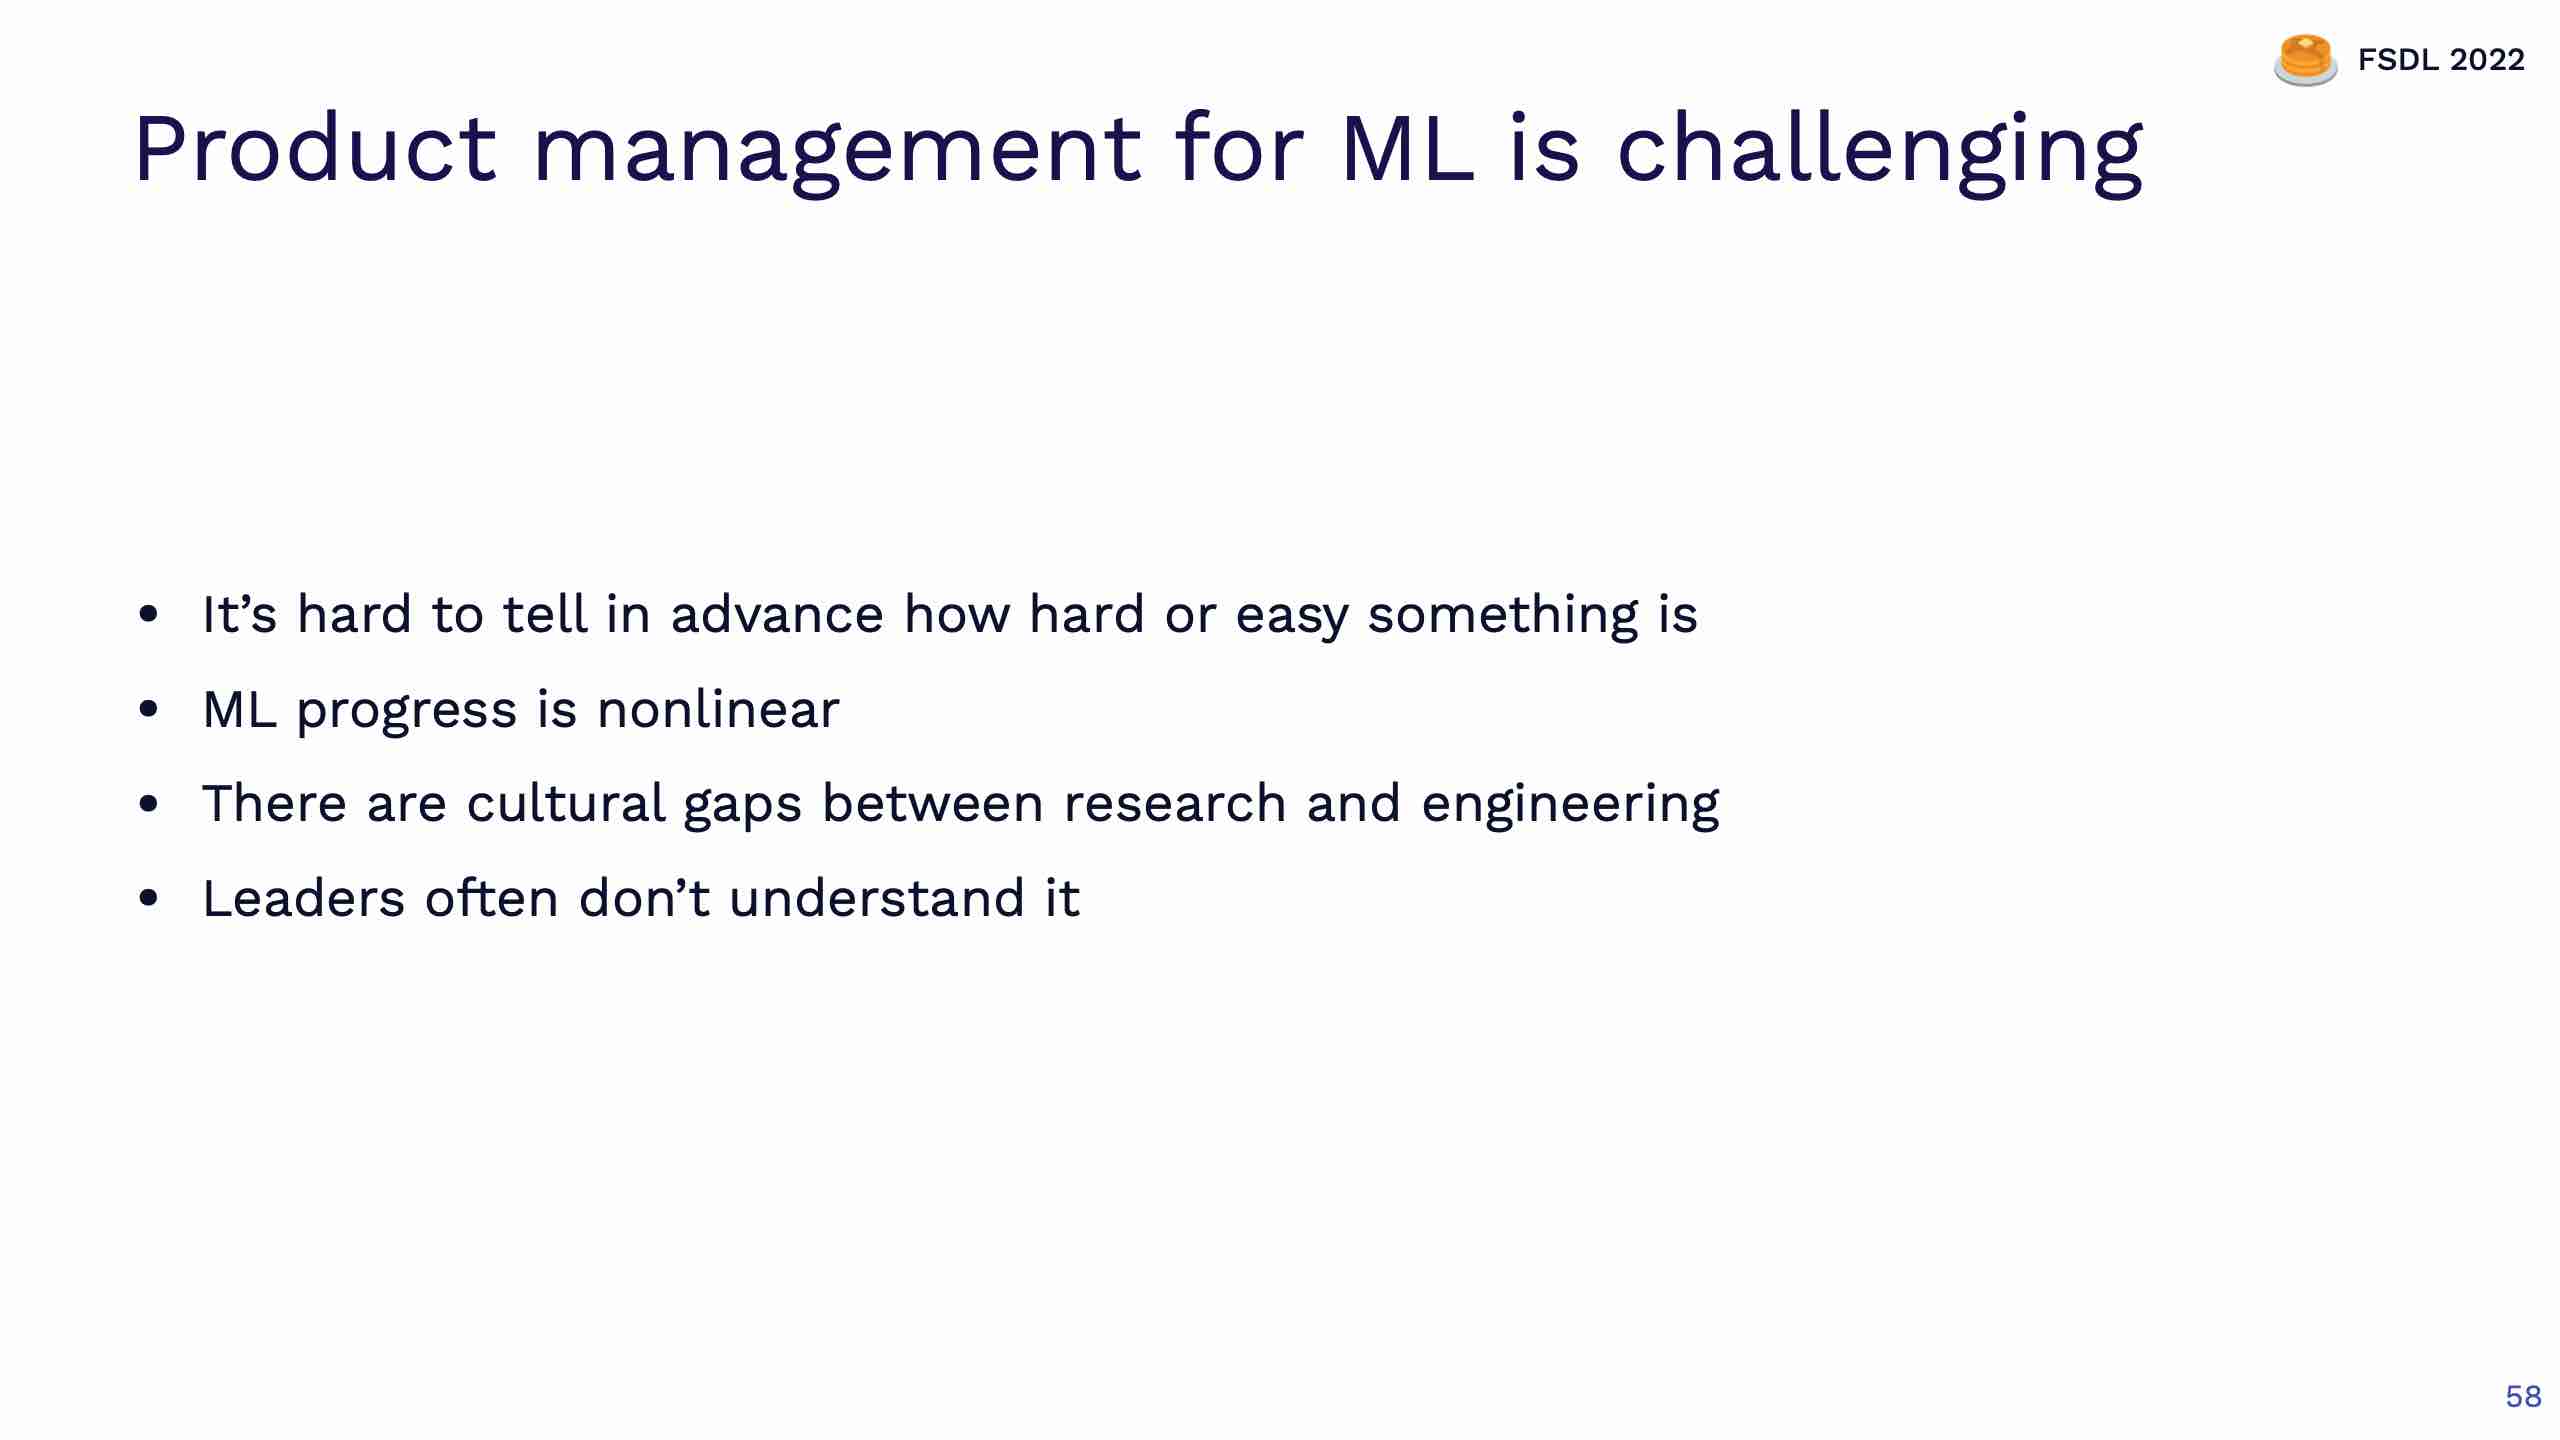 FSDL 2022
Product management for ML is challenging
• It’s hard to tell in advance how hard or easy something is
• ML progress is nonlinear
• There are cultural gaps between research and engineering
• Leaders often don’t understand it
58